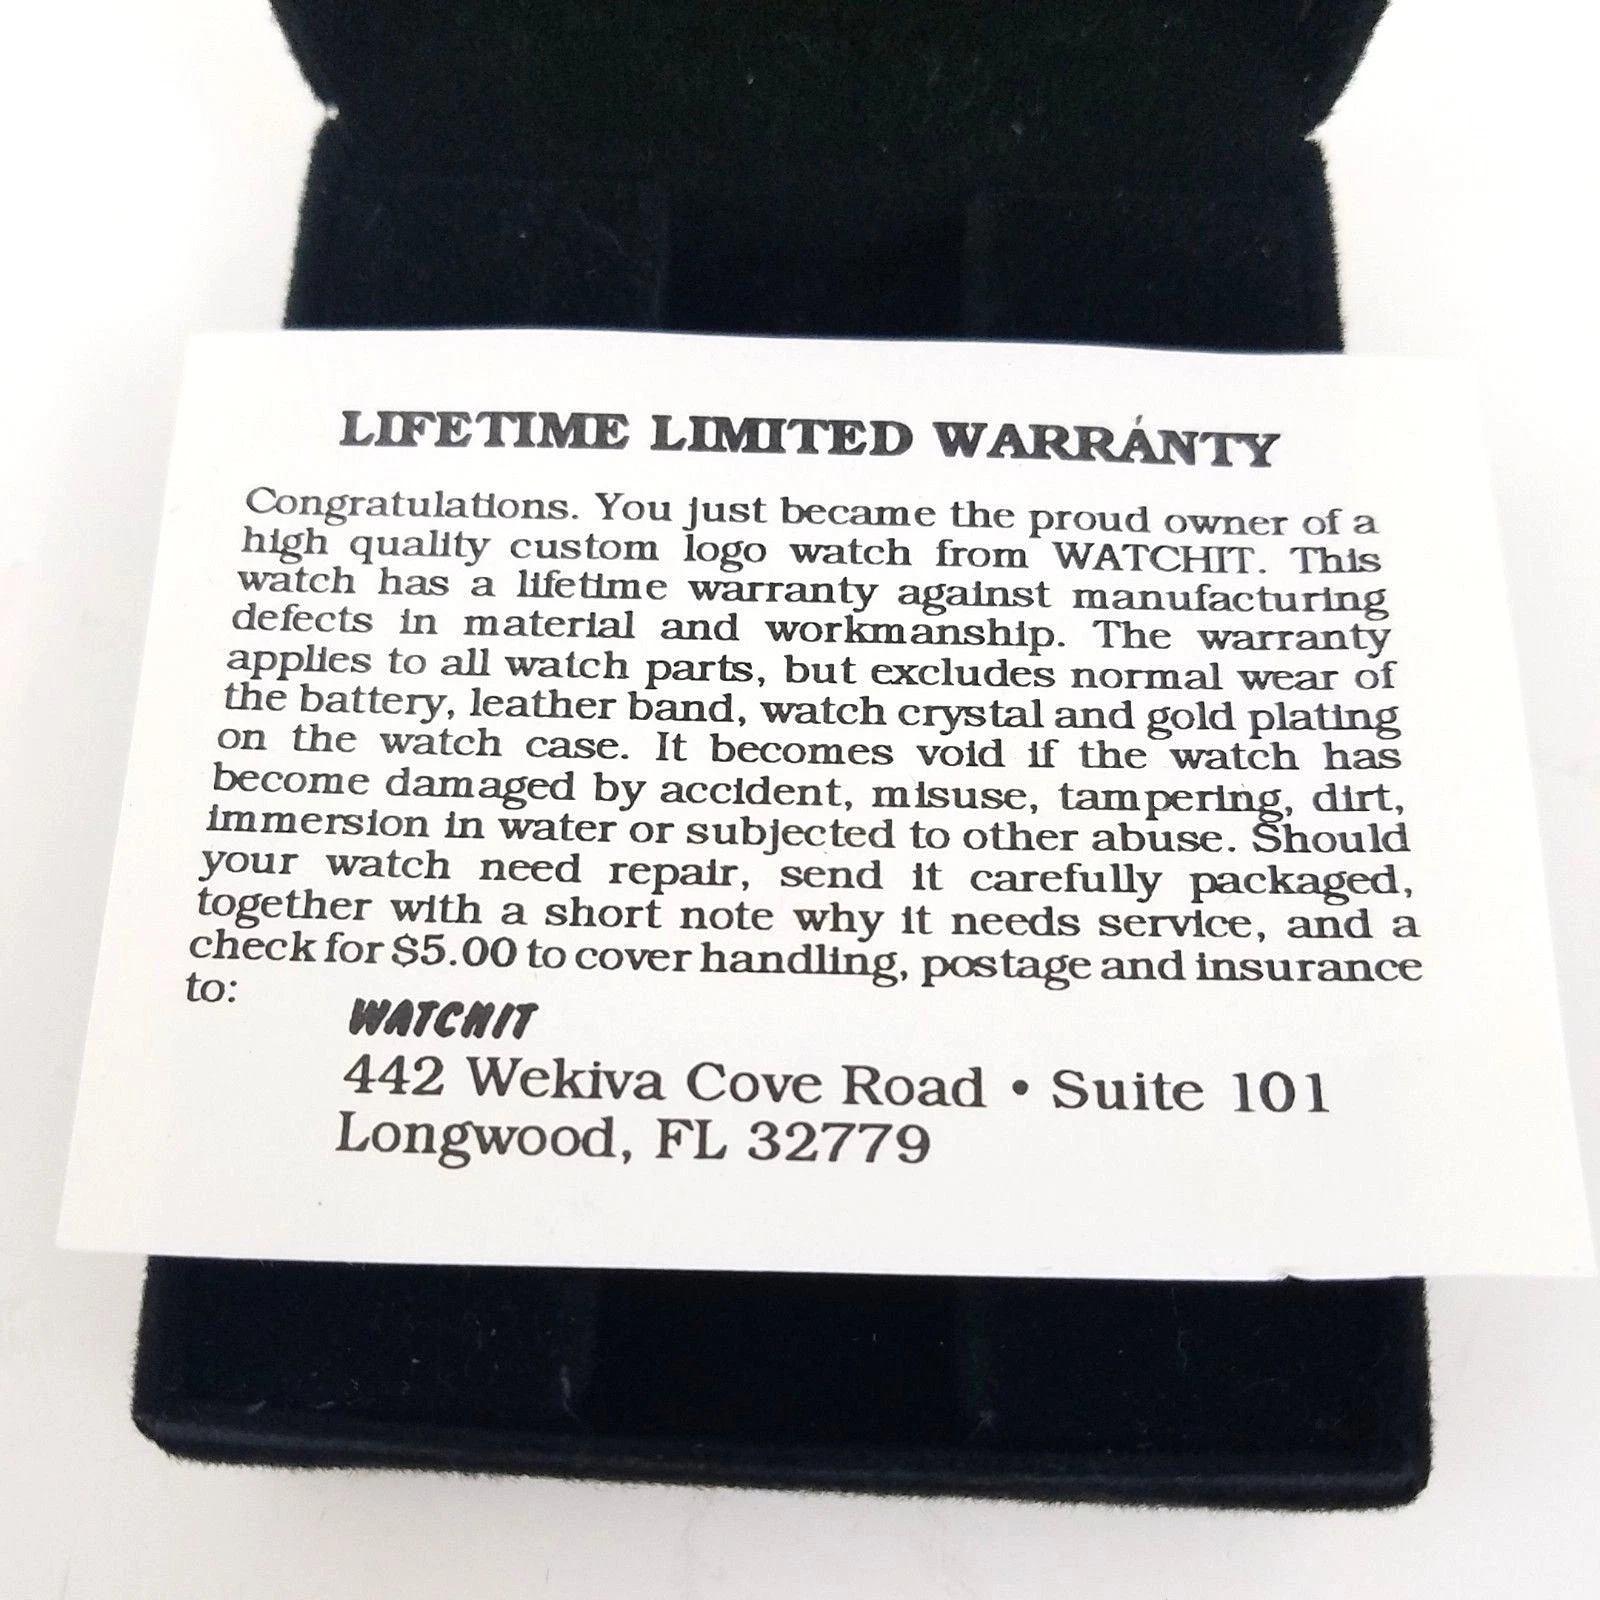 LIFETIME LIMITED WARRANTY
Congratulations. You just became the proud owner of a
high quality custom logo watch from WATCHIT. This
watch has a lifetime warranty against manufacturing
defects in material and workmanship. The warranty
applies to all watch parts, but excludes normal wear of
the battery, leather band, watch crystal and gold plating
on the watch case. It becomes void if the watch has
become damaged by accident, misuse, tampering, dirt,
immersion in water or subjected to other abuse. Should
your watch need repair, send it carefully packaged,
together with a short note why it needs service, and a
check for $5.00 to cover handling, postage and insurance
to:
WATCHIT
442 Wekiva Cove Road • Suite 101
Longwood, FL 32779